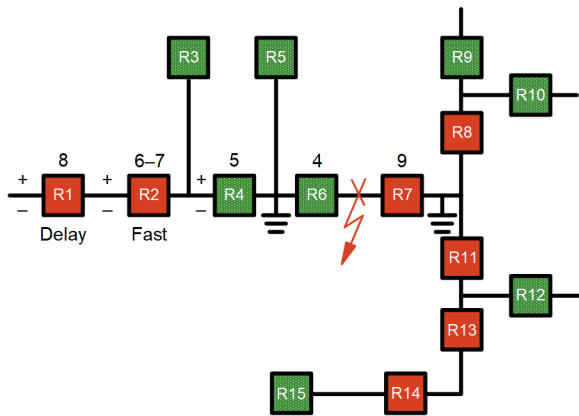 R9
R3
R5
R10
R8
8
6–7
5
4
9
+
+
+
R1
R2
R4
R6
R7
–
–
–
Delay
Fast
R11
R12
R13
R15
R14